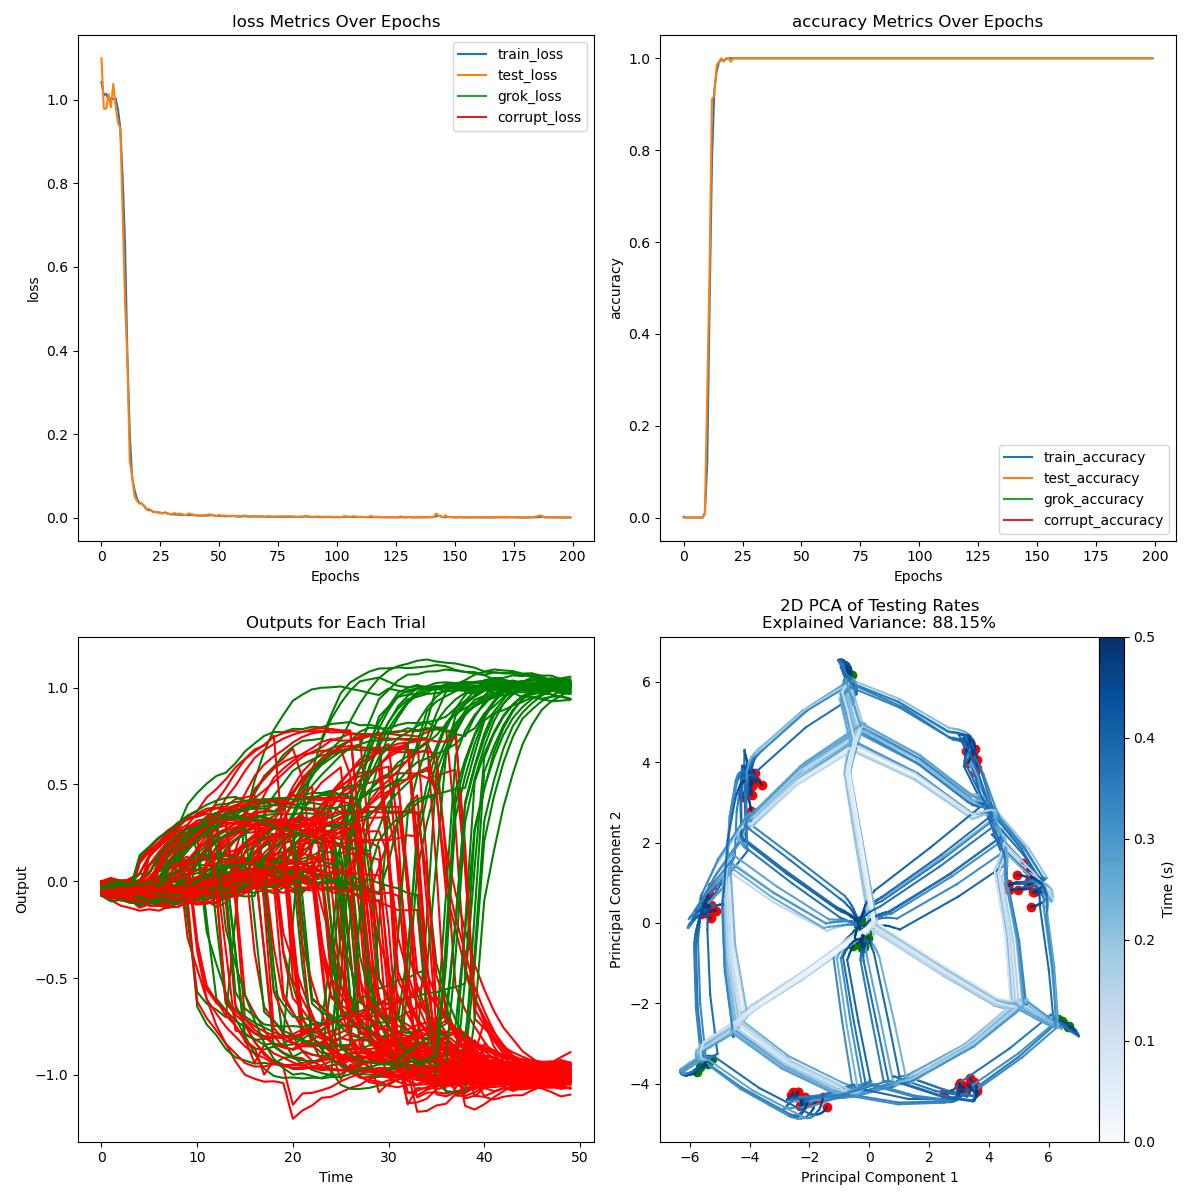 loss Metrics Over Epochs
1.0
0.8
0.6
0.4
0.2
0.0
loss
train_loss
test_loss
grok_loss
corrupt_loss
0
25
50
75
100
125
150
175
200
Epochs
accuracy Metrics Over Epochs
1.0
0.8
0.6
0.4
0.2
0.0
accuracy
train_accuracy
test_accuracy
grok_accuracy
corrupt_accuracy
0
25
50
75
100
125
150
175
200
Epochs
Outputs for Each Trial
1.0
0.5
0.0
−0.5
−1.0
Output
0
10
20
30
40
50
Time
2D PCA of Testing Rates
Explained Variance: 88.15%
6
4
2
0
−2
−4
Principal Component 2
−6
−4
−2
0
2
4
6
Principal Component 1
0.5
0.4
0.3
0.2
0.1
0.0
Time (s)